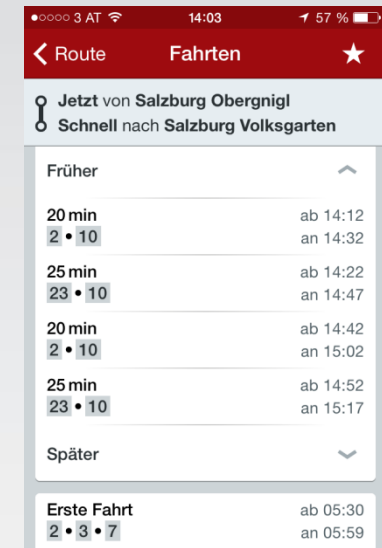 3 AT 14:03 57 %
Route Fahrten
Jetzt von Salzburg Obergnigl
Schnell nach Salzburg Volksgarten
Früher
20 min ab 14:12
2 • 10 an 14:32
25 min ab 14:22
23 • 10 an 14:47
20 min ab 14:42
2 • 10 an 15:02
25 min ab 14:52
23 • 10 an 15:17
Später
Erste Fahrt ab 05:30
2 • 3 • 7 an 05:59